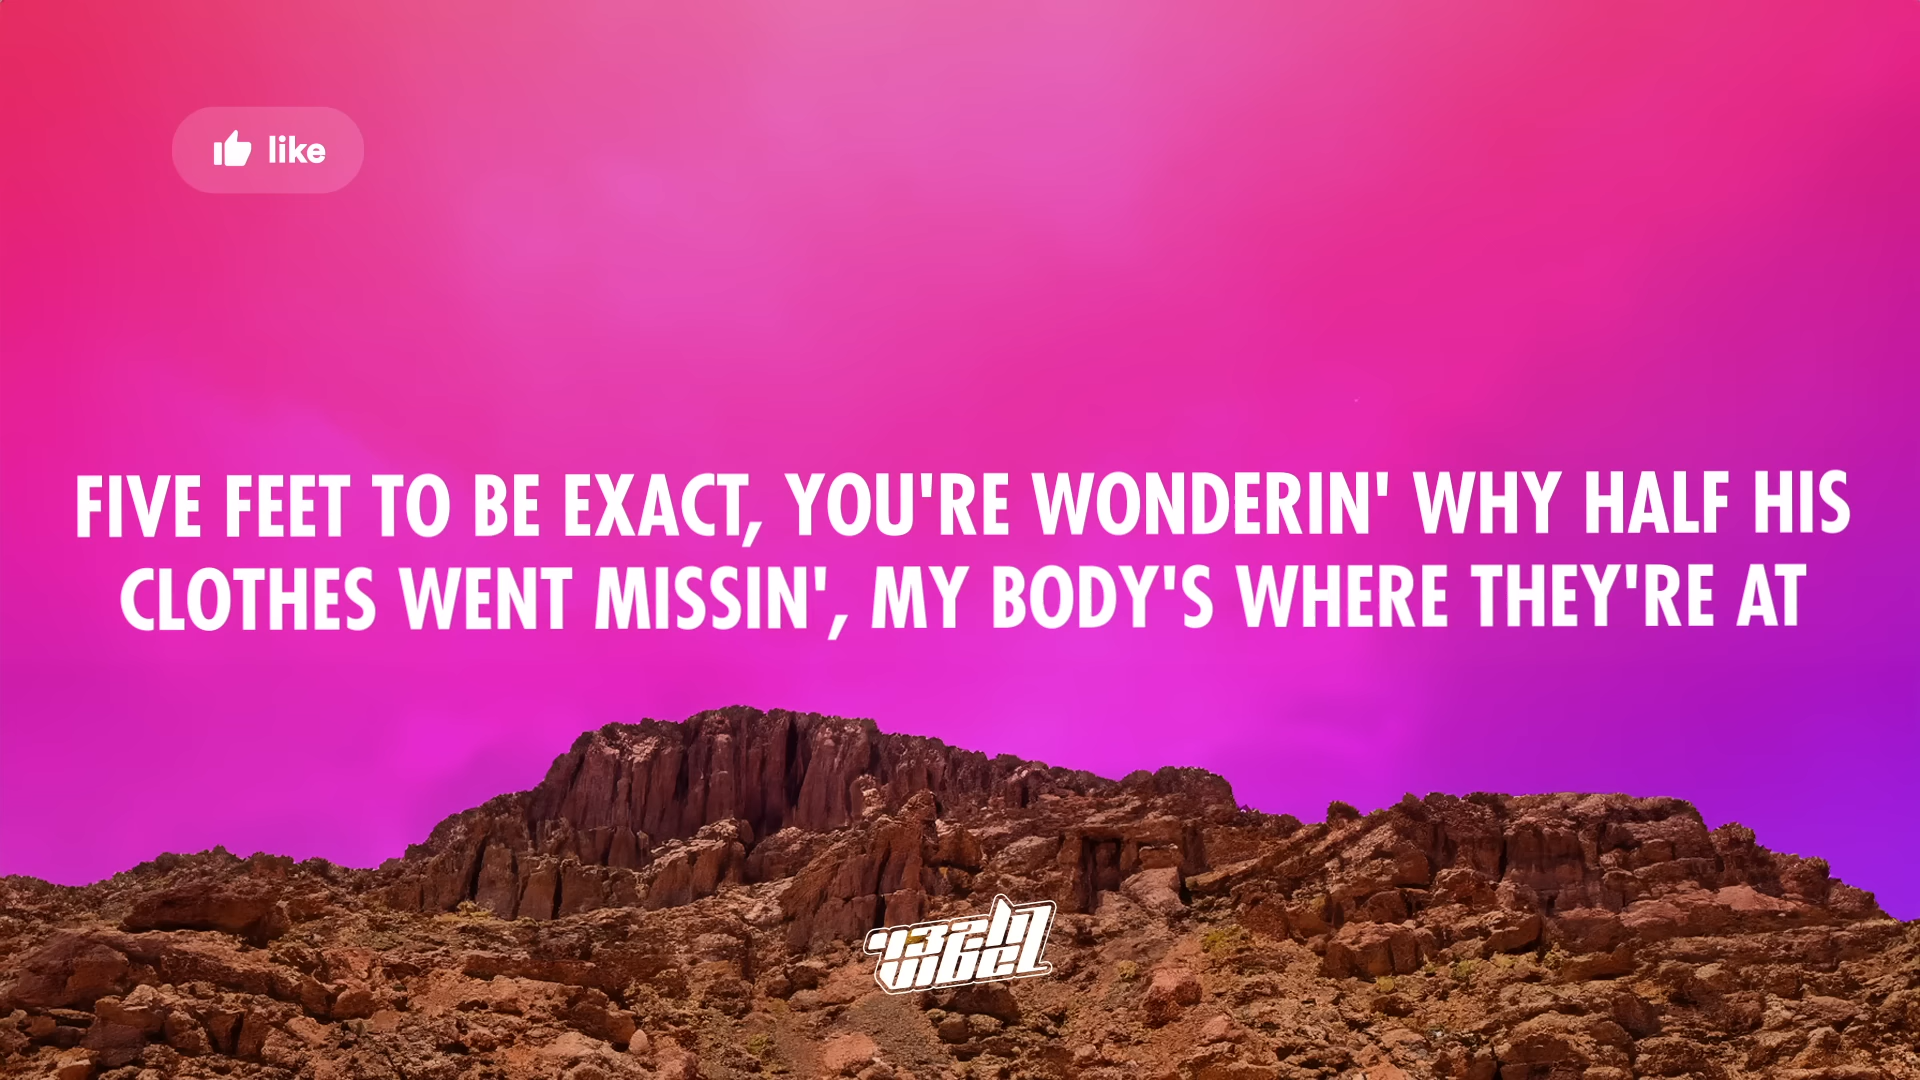 like
FIVE FEET TO BE EXACT, YOU'RE WONDERIN' WHY HALF HIS
CLOTHES WENT MISSIN', MY BODY'S WHERE THEY'RE AT